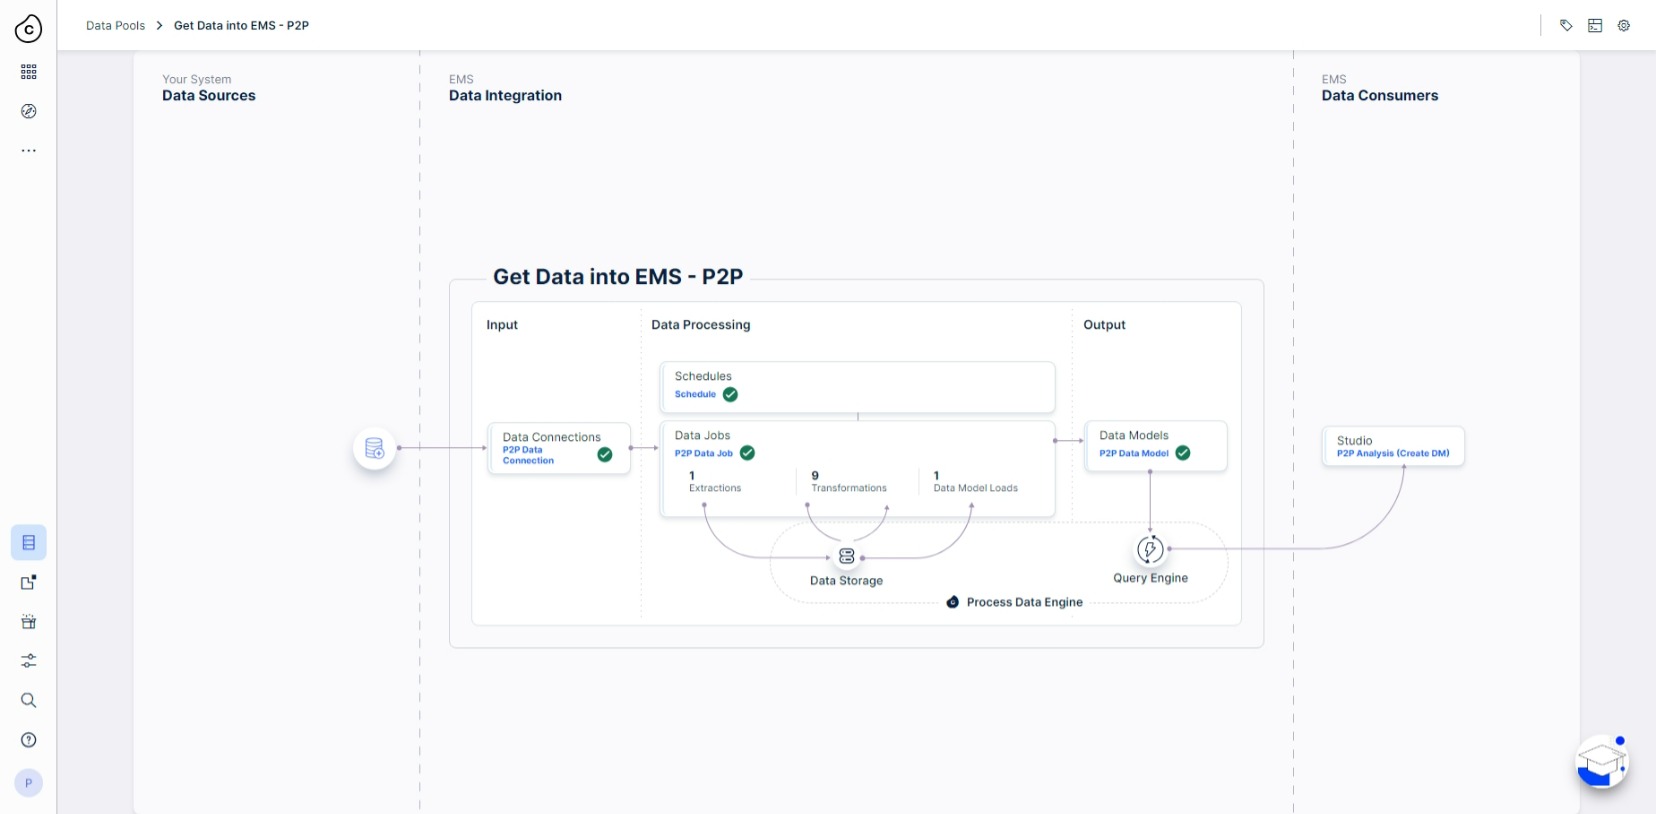 C
Data Pools > Get Data into EMS - P2P
Your System
Data Sources
EMS
Data Integration
EMS
Data Consumers
Get Data into EMS - P2P
Input
Data Processing
Output
Schedules
Schedule
Data Connections
P2P Data
Connection
Data Jobs
P2P Data Job
1
Extractions
9
Transformations
1
Data Model Loads
Data Models
P2P Data Model
Studio
P2P Analysis (Create DM)
Data Storage
Query Engine
Process Data Engine
P